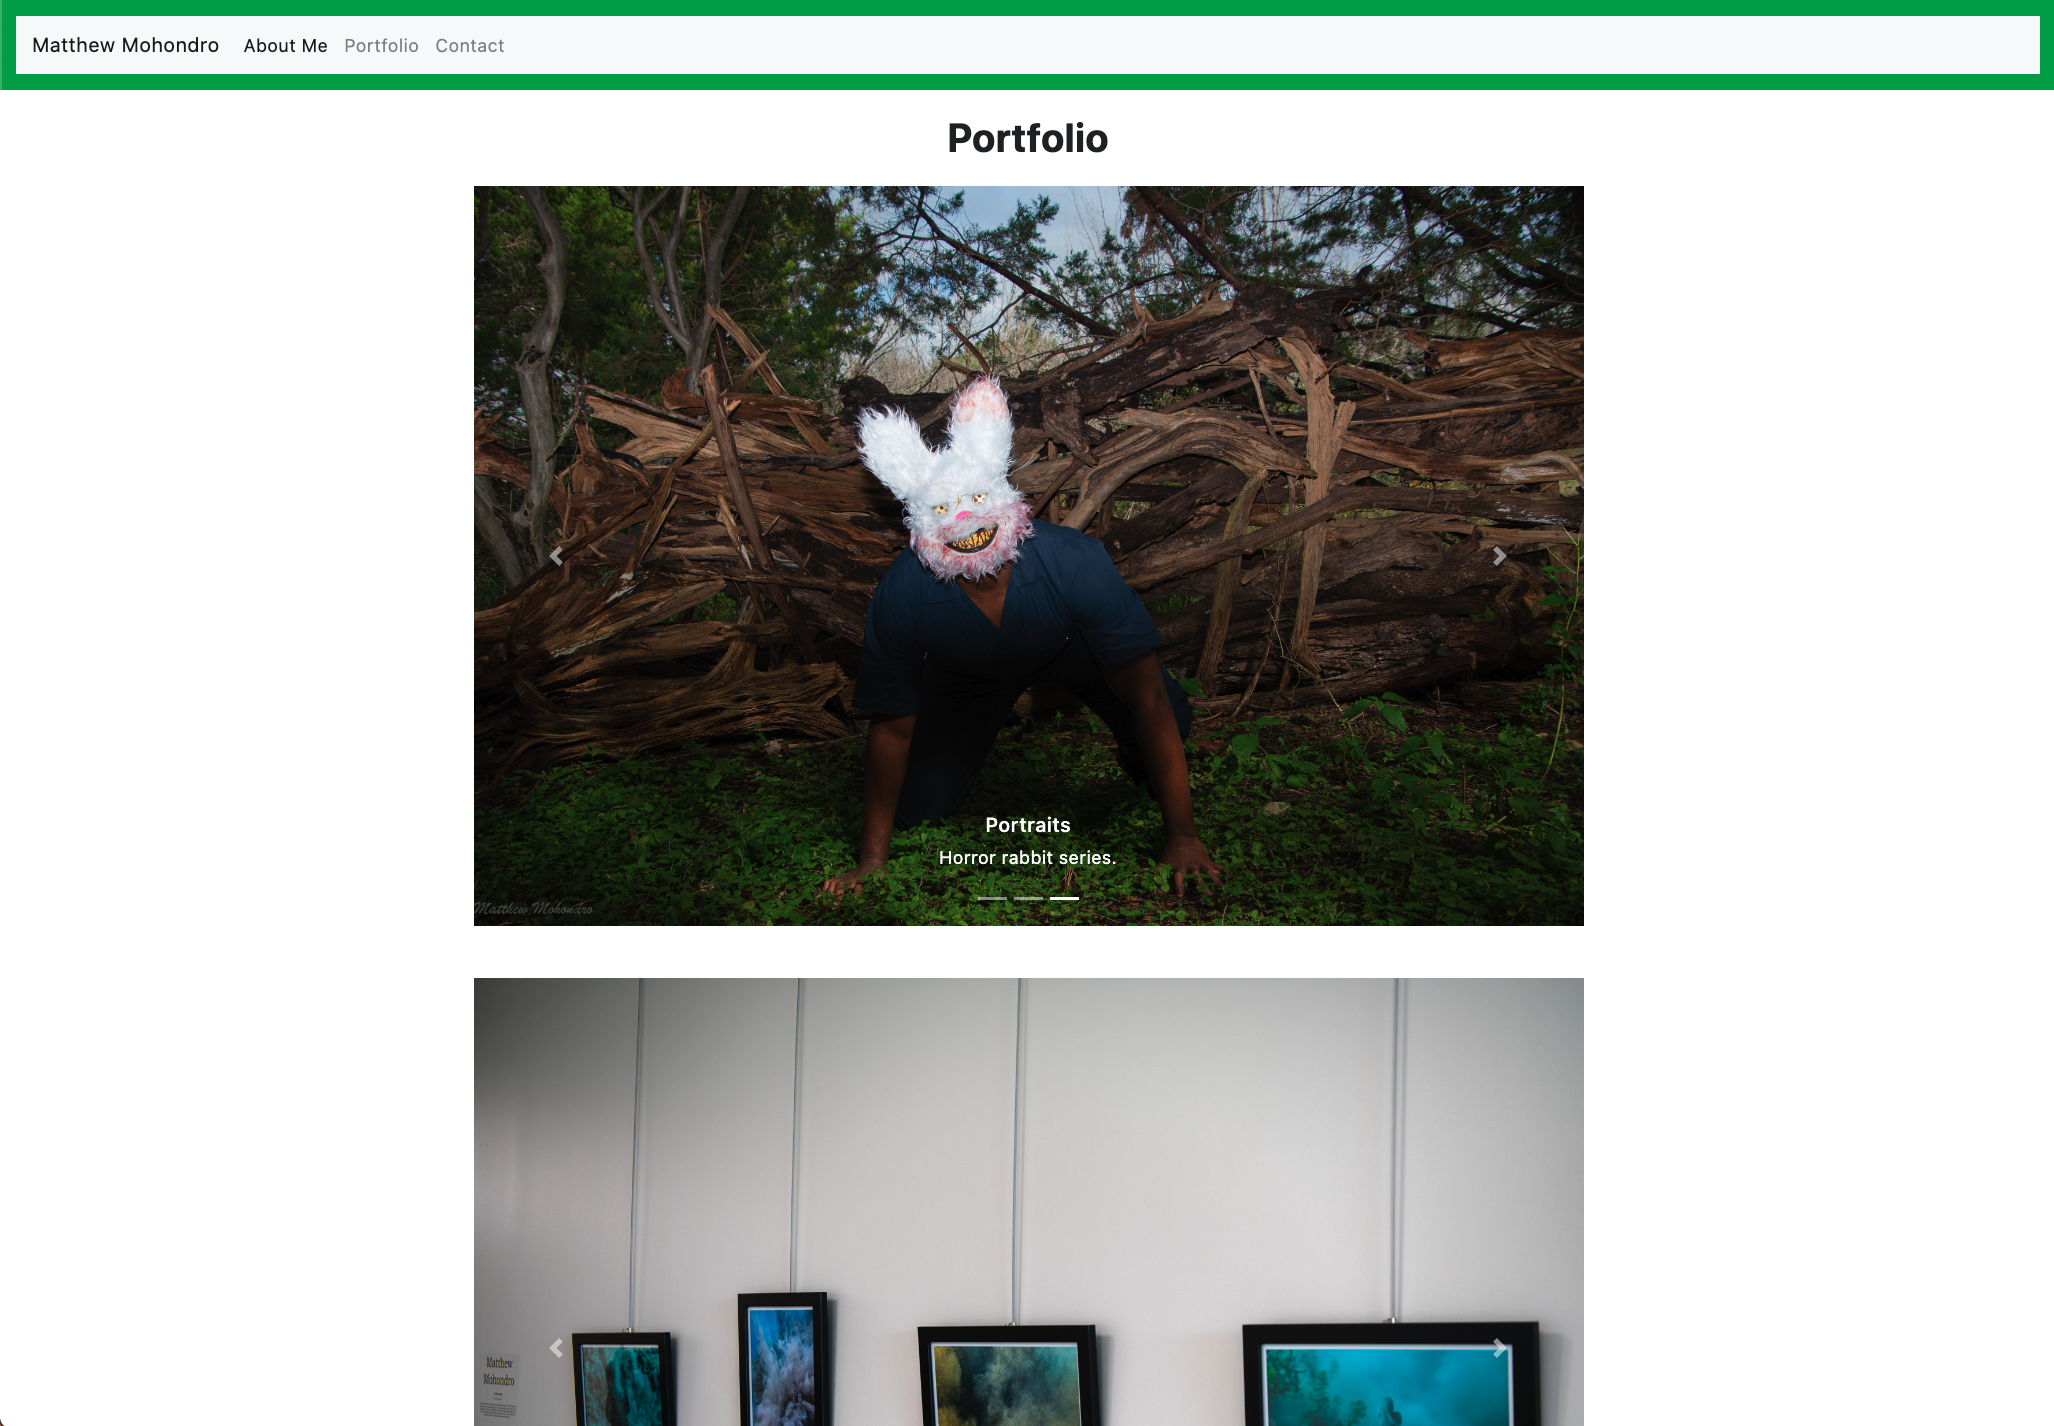 Matthew Mohondro About Me Portfolio Contact
Portfolio
Portraits
Horror rabbit series.
Matthew Mohondro
Matthew
Mohondro